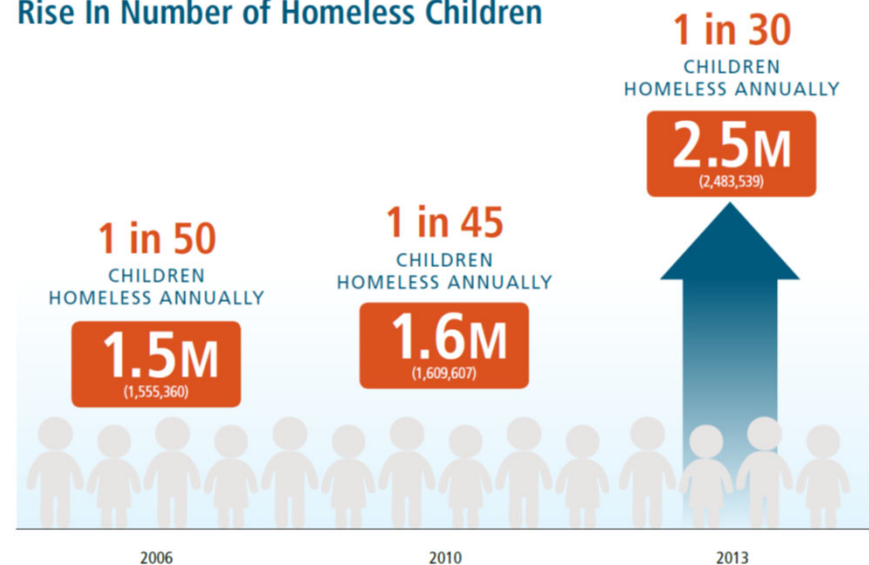 Rise In Number of Homeless Children
1 in 50
CHILDREN
HOMELESS ANNUALLY
1.5M
(1,555,360)
1 in 45
CHILDREN
HOMELESS ANNUALLY
1.6M
(1,609,607)
1 in 30
CHILDREN
HOMELESS ANNUALLY
2.5M
(2,483,539)
2006
2010
2013